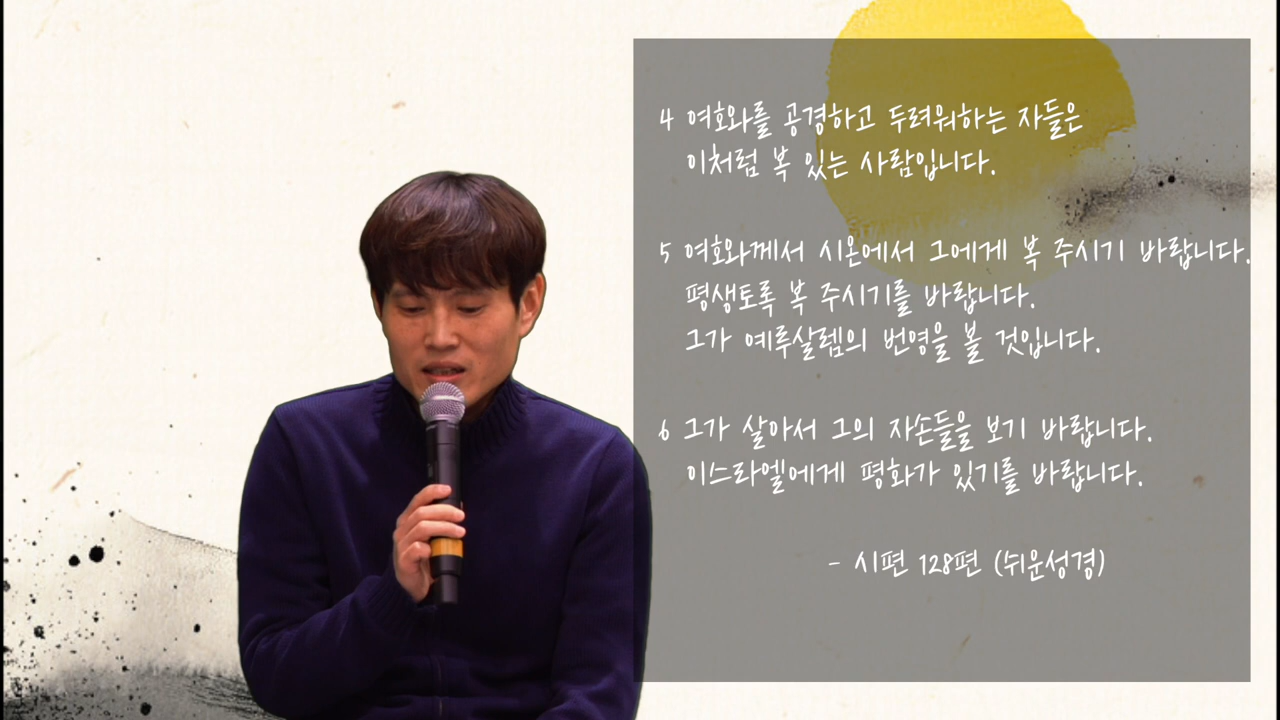 4 여호와를 공경하고 두려워하는 자들은
이처럼 복 있는 사람입니다.
5 여호와께서 시온에서 그에게 복 주시기 바랍니다.
평생토록 복 주시기를 바랍니다.
그가 예루살렘의 번영을 볼 것입니다.
6 그가 살아서 그의 자손들을 보기 바랍니다.
이스라엘에게 평화가 있기를 바랍니다.
- 시편 128편 (쉬운성경)